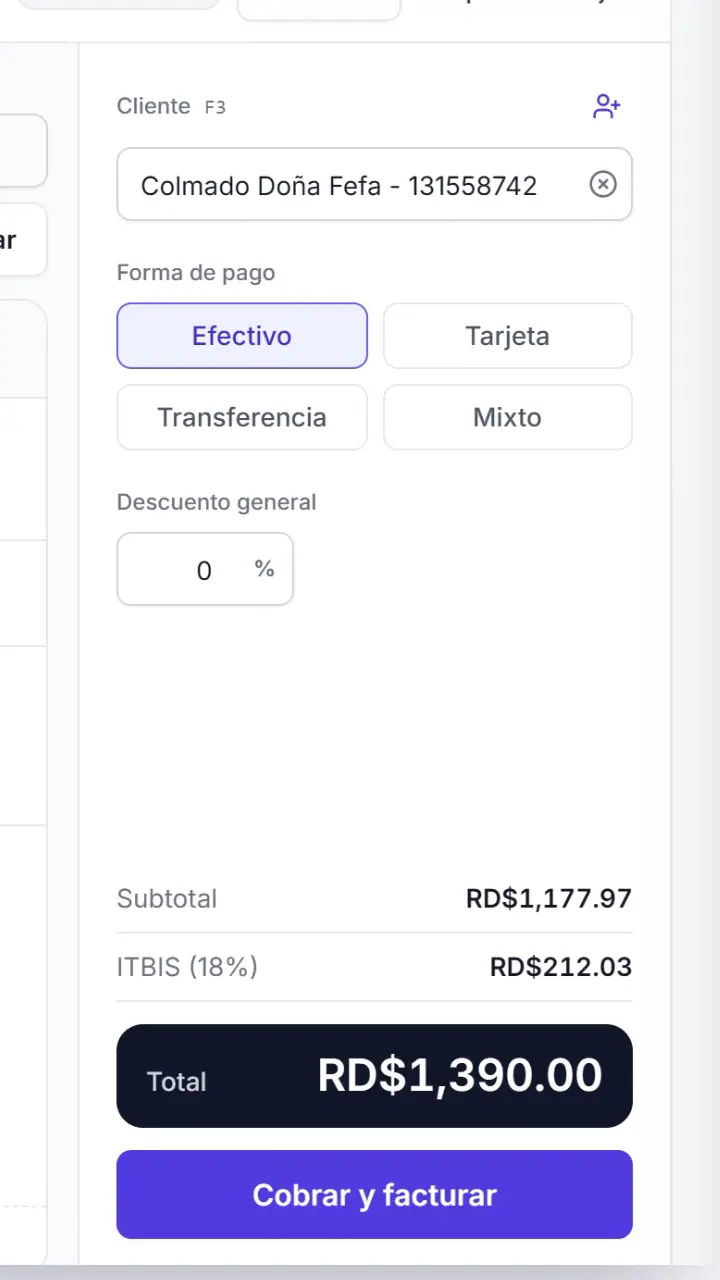 Cliente F3
Colmado Doña Fefa - 131558742
ar
Forma de pago
Efectivo Tarjeta
Transferencia Mixto
Descuento general
0 %
Subtotal RD$1,177.97
ITBIS (18%) RD$212.03
Total RD$1,390.00
Cobrar y facturar